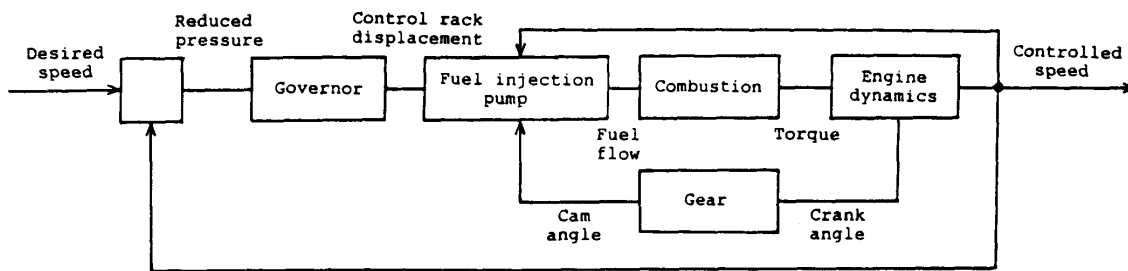 Desired
speed
Reduced
pressure
Governor
Control rack
displacement
Fuel injection
pump
Fuel
flow
Combustion
Torque
Engine
dynamics
Controlled
speed
Cam
angle
Gear
Crank
angle